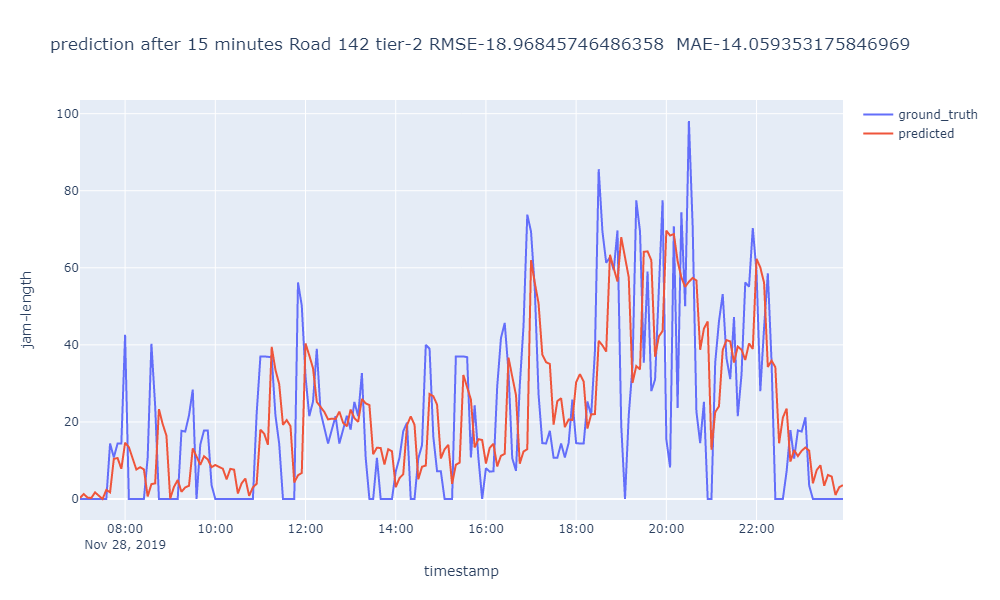 prediction after 15 minutes Road 142 tier-2 RMSE-18.96845746486358  MAE-14.059353175846969
ground_truth
predicted
jam-length
100
80
60
40
20
0
08:00 10:00 12:00 14:00 16:00 18:00 20:00 22:00
Nov 28, 2019
timestamp